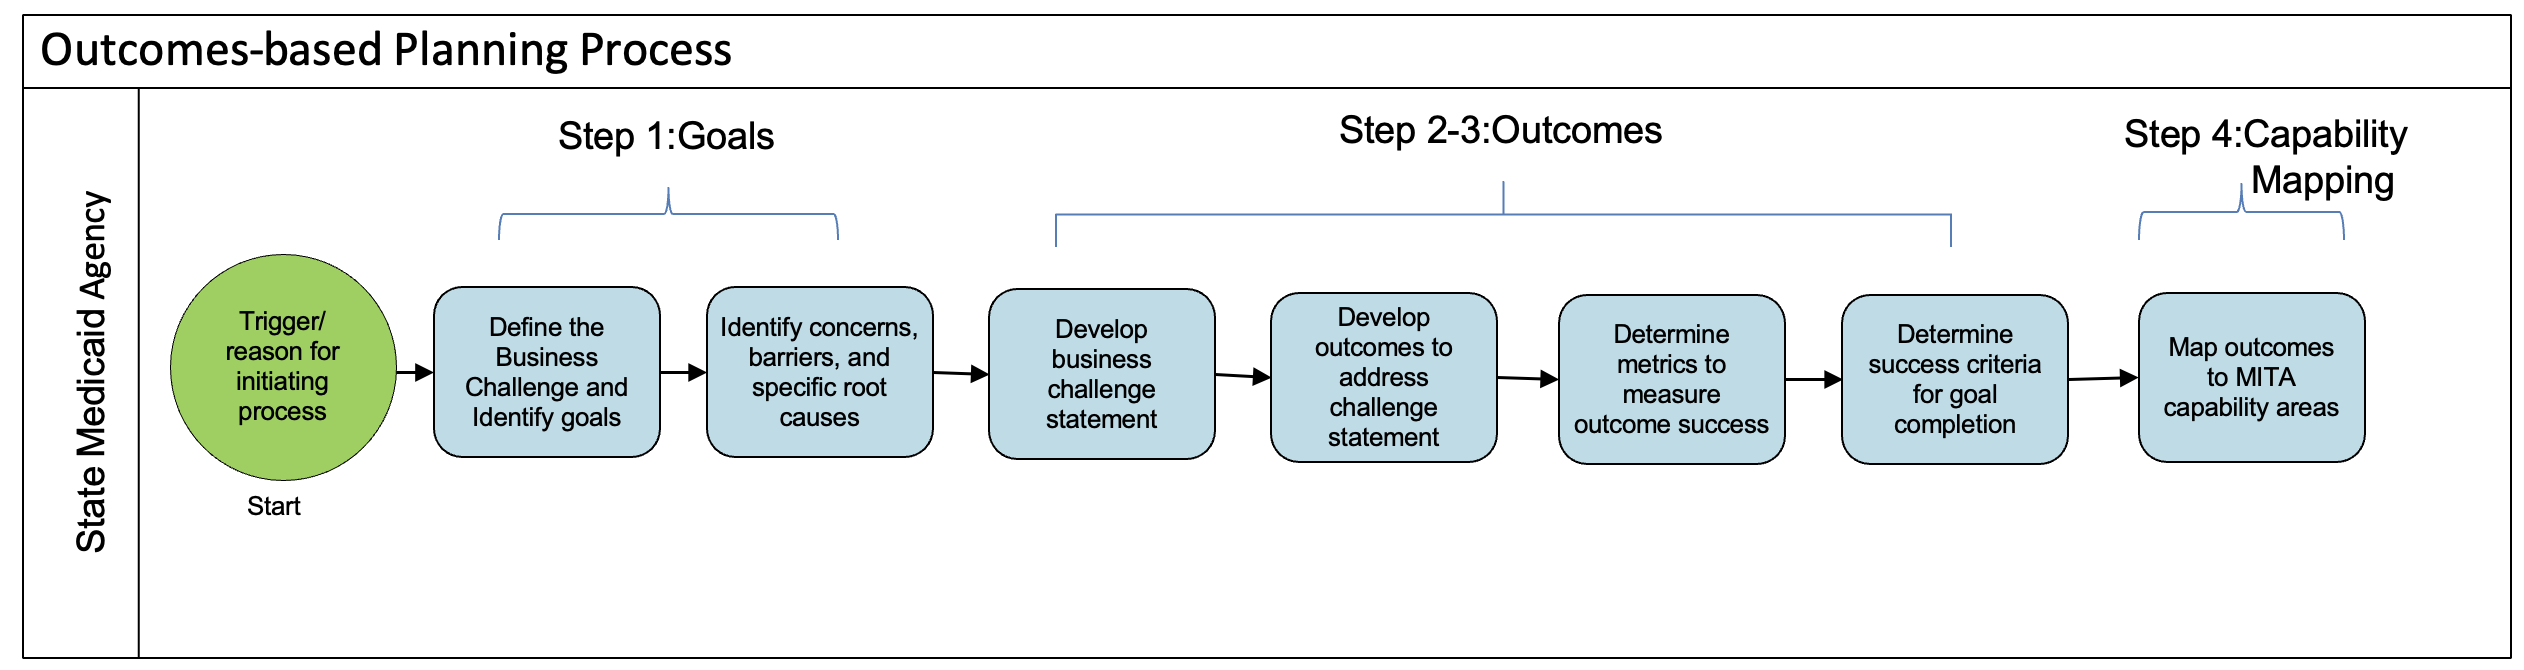 Outcomes-based Planning Process
State Medicaid Agency
Step 1:Goals
Step 2-3:Outcomes
Step 4:Capability
Mapping
Trigger/
reason for
initiating
process
Start
Define the
Business
Challenge and
Identify goals
Identify concerns,
barriers, and
specific root
causes
Develop
business
challenge
statement
Develop
outcomes to
address
challenge
statement
Determine
metrics to
measure
outcome success
Determine
success criteria
for goal
completion
Map outcomes
to MITA
capability areas